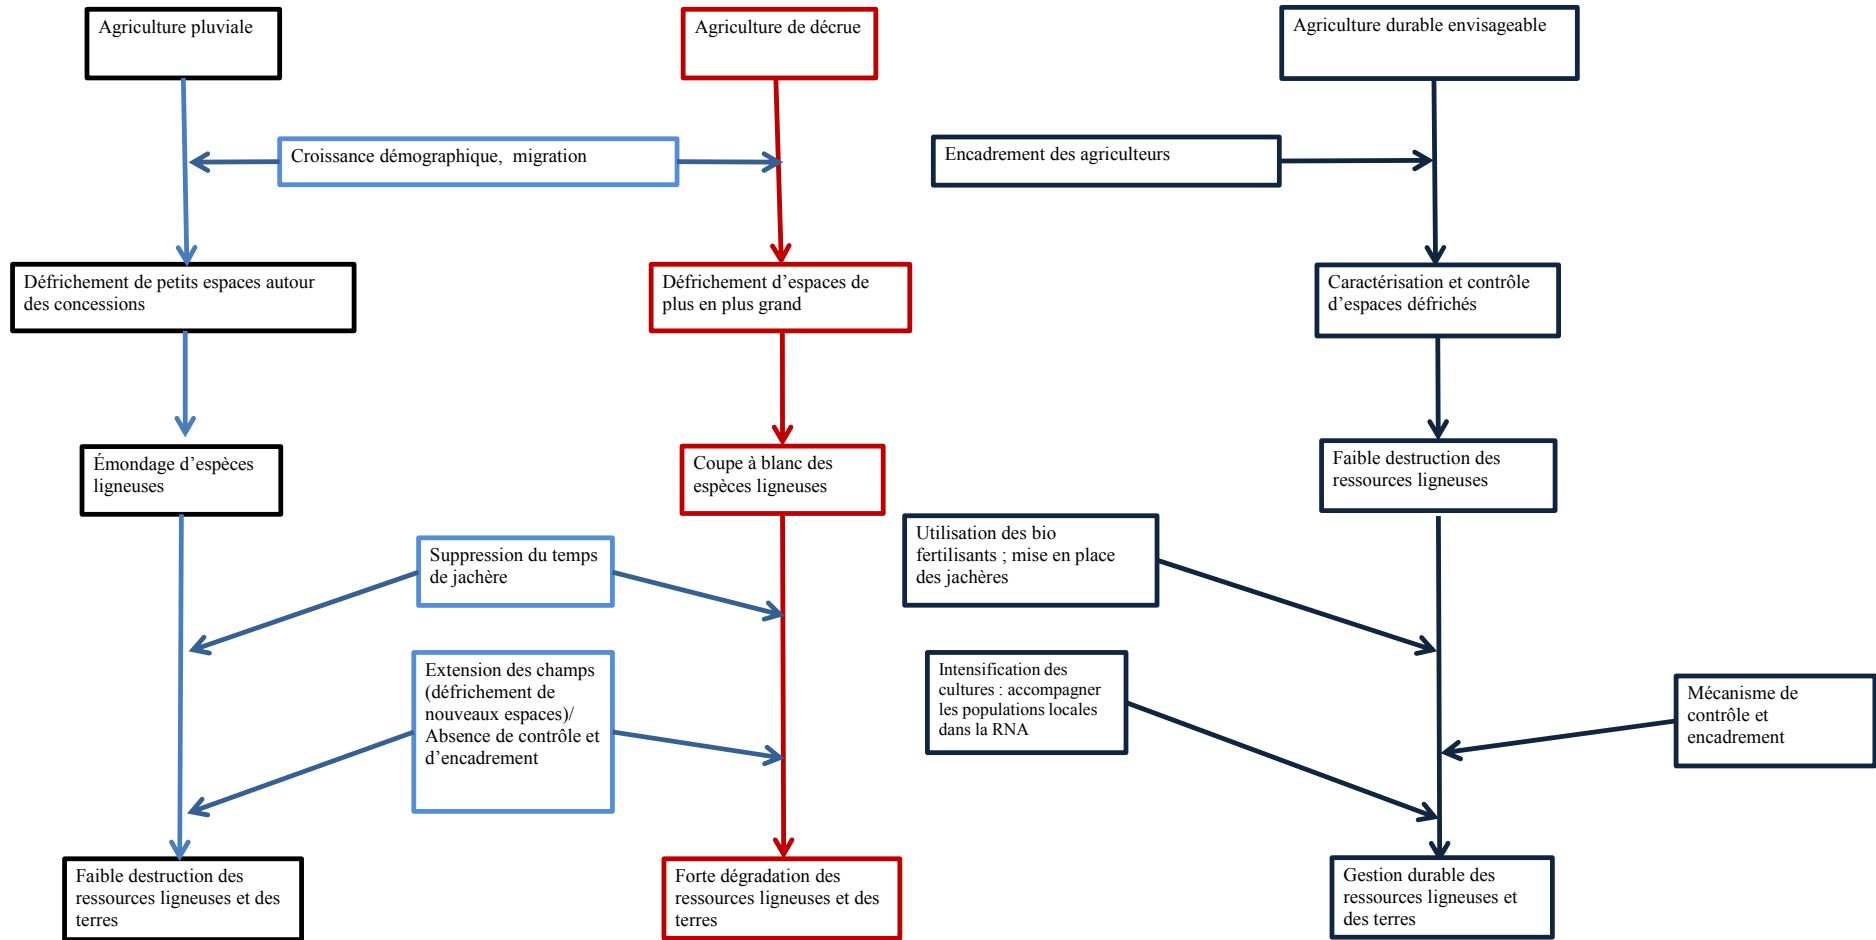 Agriculture pluviale
Agriculture de décrue
Agriculture durable envisageable
Croissance démographique, migration
Encadrement des agriculteurs
Défrichement de petits espaces autour
des concessions
Défrichement d’espaces de
plus en plus grand
Caractérisation et contrôle
d’espaces défrichés
Émondage d’espèces
ligneuses
Coupe à blanc des
espèces ligneuses
Faible destruction des
ressources ligneuses
Suppression du temps
de jachère
Utilisation des bio
fertilisants ; mise en place
des jachères
Extension des champs
(défrichement de
nouveaux espaces)/
Absence de contrôle et
d’encadrement
Intensification des
cultures : accompagner
les populations locales
dans la RNA
Mécanisme de
contrôle et
encadrement
Faible destruction des
ressources ligneuses et des
terres
Forte dégradation des
ressources ligneuses et des
terres
Gestion durable des
ressources ligneuses et
des terres